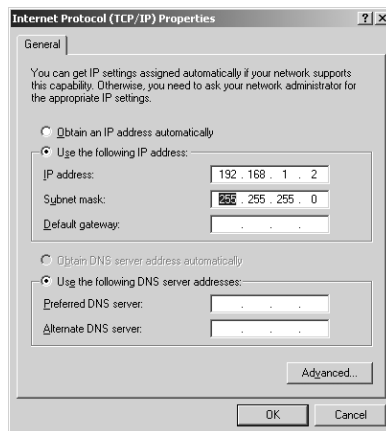 Internet Protocol (TCP/IP) Properties
General
You can get IP settings assigned automatically if your network supports
this capability. Otherwise, you need to ask your network administrator for
the appropriate IP settings.
Obtain an IP address automatically
Use the following IP address:
IP address: 192 . 168 . 1 . 2
Subnet mask: 255 . 255 . 255 . 0
Default gateway: . . .
Obtain DNS server address automatically
Use the following DNS server addresses:
Preferred DNS server: . . .
Alternate DNS server: . . .
Advanced...
OK Cancel